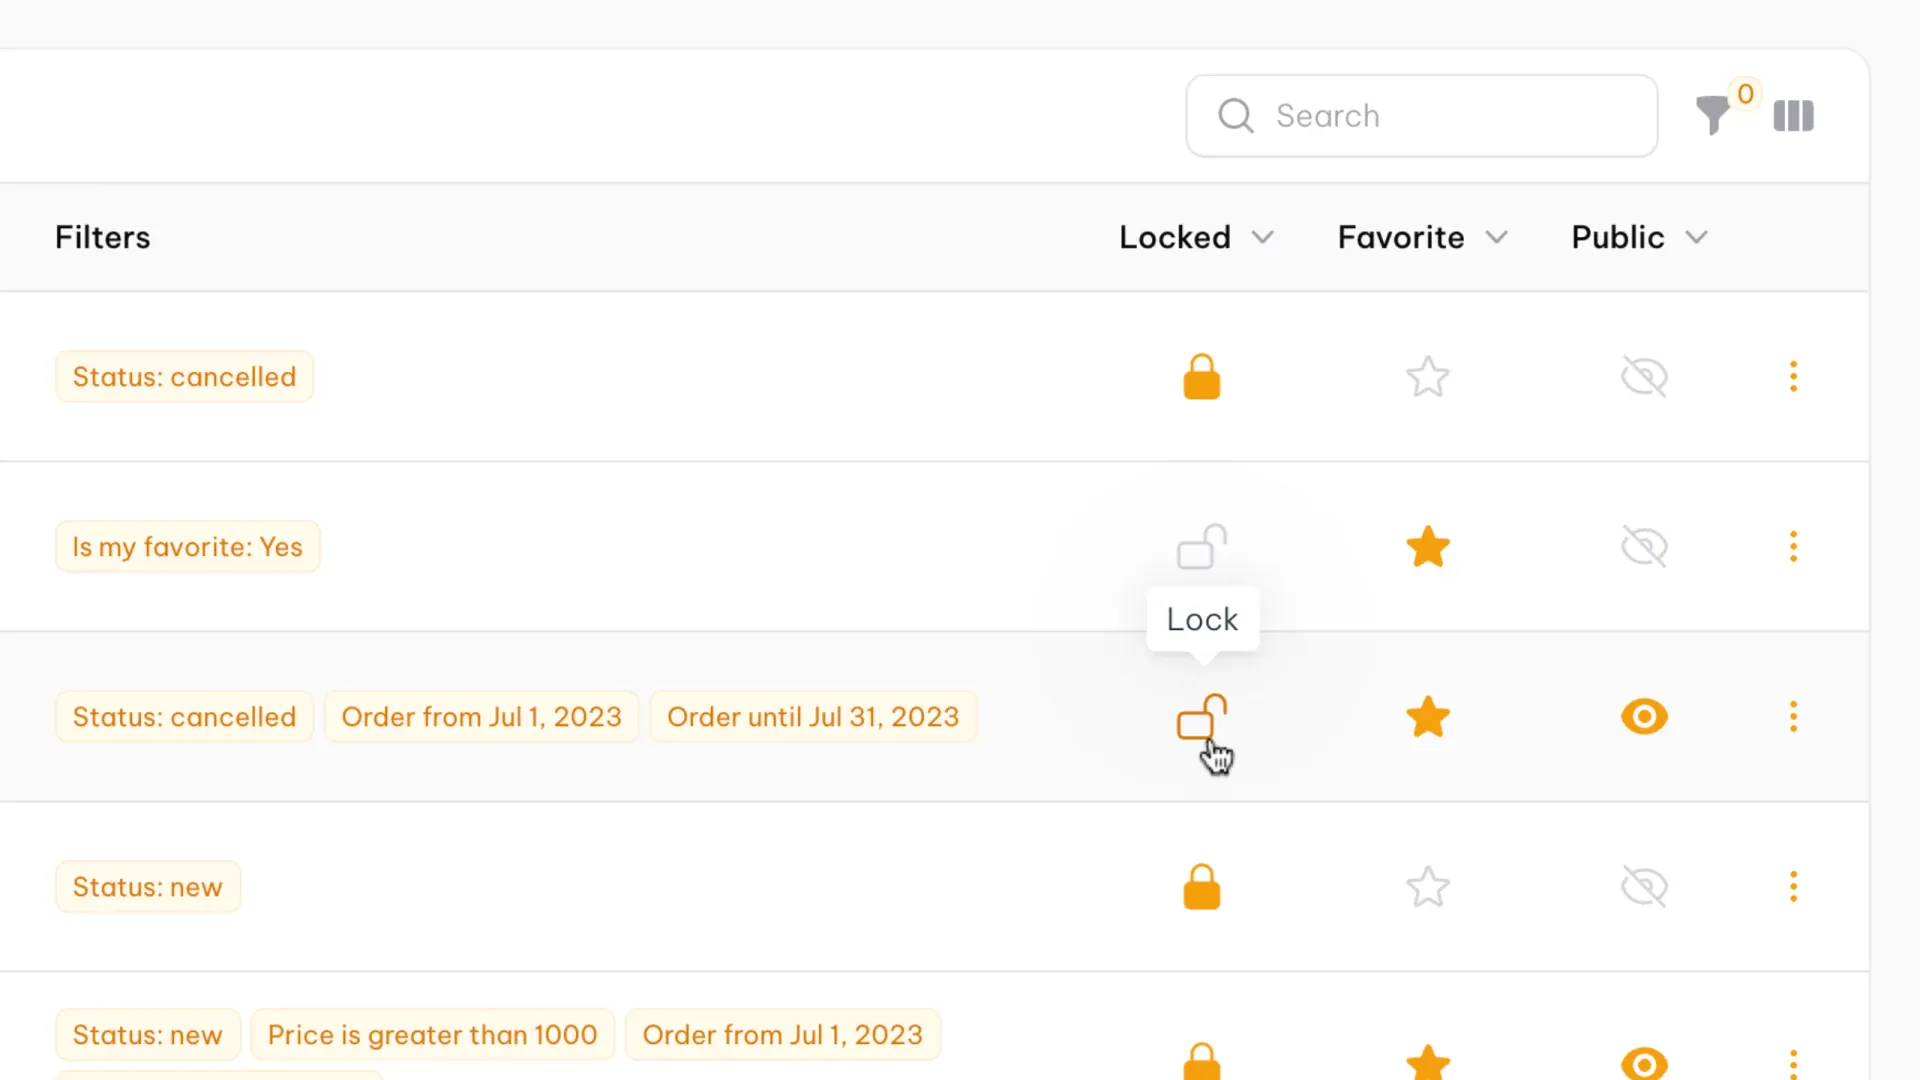 Search
0
Filters Locked Favorite Public
Status: cancelled
Is my favorite: Yes
Lock
Status: cancelled Order from Jul 1, 2023 Order until Jul 31, 2023
Status: new
Status: new Price is greater than 1000 Order from Jul 1, 2023